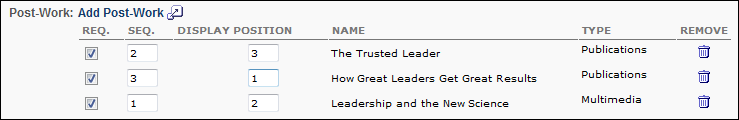 Post-Work: Add Post-Work
REQ. SEQ. DISPLAY POSITION NAME TYPE REMOVE
2 3 The Trusted Leader Publications
3 1 How Great Leaders Get Great Results Publications
1 2 Leadership and the New Science Multimedia